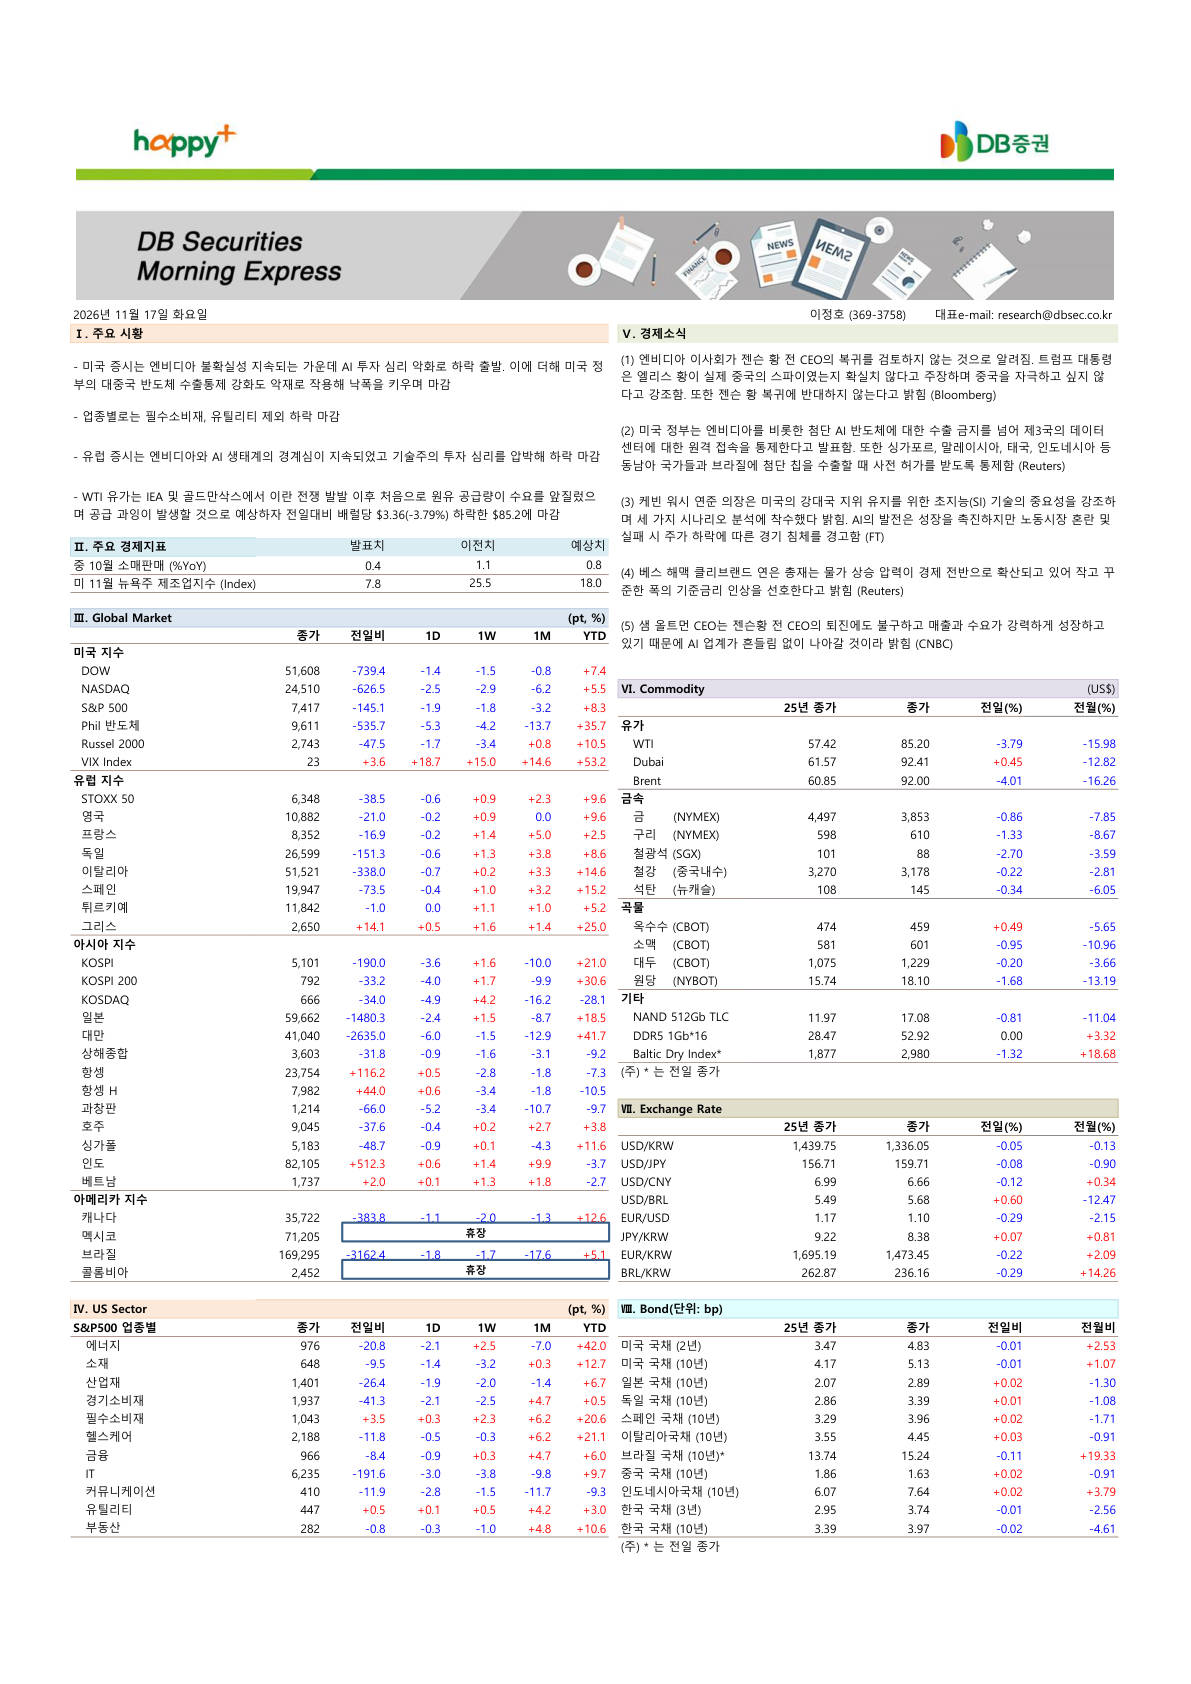 happy+
DB증권
DB Securities
Morning Express
FINANCE
NEWS
NEWS
NEWS
2026년 11월 17일 화요일
이정호 (369-3758) 대표e-mail: research@dbsec.co.kr
Ⅰ. 주요 시황
- 미국 증시는 엔비디아 불확실성 지속되는 가운데 AI 투자 심리 악화로 하락 출발. 이에 더해 미국 정
부의 대중국 반도체 수출통제 강화도 악재로 작용해 낙폭을 키우며 마감
- 업종별로는 필수소비재, 유틸리티 제외 하락 마감
- 유럽 증시는 엔비디아와 AI 생태계의 경계심이 지속되었고 기술주의 투자 심리를 압박해 하락 마감
- WTI 유가는 IEA 및 골드만삭스에서 이란 전쟁 발발 이후 처음으로 원유 공급량이 수요를 앞질렀으
며 공급 과잉이 발생할 것으로 예상하자 전일대비 배럴당 $3.36(-3.79%) 하락한 $85.2에 마감
Ⅱ. 주요 경제지표 발표치 이전치 예상치
중 10월 소매판매 (%YoY) 0.4 1.1 0.8
미 11월 뉴욕주 제조업지수 (Index) 7.8 25.5 18.0
Ⅲ. Global Market (pt, %)
종가 전일비 1D 1W 1M YTD
미국 지수
DOW 51,608 -739.4 -1.4 -1.5 -0.8 +7.4
NASDAQ 24,510 -626.5 -2.5 -2.9 -6.2 +5.5
S&P 500 7,417 -145.1 -1.9 -1.8 -3.2 +8.3
Phil 반도체 9,611 -535.7 -5.3 -4.2 -13.7 +35.7
Russel 2000 2,743 -47.5 -1.7 -3.4 +0.8 +10.5
VIX Index 23 +3.6 +18.7 +15.0 +14.6 +53.2
유럽 지수
STOXX 50 6,348 -38.5 -0.6 +0.9 +2.3 +9.6
영국 10,882 -21.0 -0.2 +0.9 0.0 +9.6
프랑스 8,352 -16.9 -0.2 +1.4 +5.0 +2.5
독일 26,599 -151.3 -0.6 +1.3 +3.8 +8.6
이탈리아 51,521 -338.0 -0.7 +0.2 +3.3 +14.6
스페인 19,947 -73.5 -0.4 +1.0 +3.2 +15.2
튀르키예 11,842 -1.0 0.0 +1.1 +1.0 +5.2
그리스 2,650 +14.1 +0.5 +1.6 +1.4 +25.0
아시아 지수
KOSPI 5,101 -190.0 -3.6 +1.6 -10.0 +21.0
KOSPI 200 792 -33.2 -4.0 +1.7 -9.9 +30.6
KOSDAQ 666 -34.0 -4.9 +4.2 -16.2 -28.1
일본 59,662 -1480.3 -2.4 +1.5 -8.7 +18.5
대만 41,040 -2635.0 -6.0 -1.5 -12.9 +41.7
상해종합 3,603 -31.8 -0.9 -1.6 -3.1 -9.2
항셍 23,754 +116.2 +0.5 -2.8 -1.8 -7.3
항셍 H 7,982 +44.0 +0.6 -3.4 -1.8 -10.5
과창판 1,214 -66.0 -5.2 -3.4 -10.7 -9.7
호주 9,045 -37.6 -0.4 +0.2 +2.7 +3.8
싱가폴 5,183 -48.7 -0.9 +0.1 -4.3 +11.6
인도 82,105 +512.3 +0.6 +1.4 +9.9 -3.7
베트남 1,737 +2.0 +0.1 +1.3 +1.8 -2.7
아메리카 지수
캐나다 35,722 -383.8 -1.1 -2.0 -1.3 +12.6
멕시코 71,205 휴장
브라질 169,295 -3162.4 -1.8 -1.7 -17.6 +5.1
콜롬비아 2,452 휴장
Ⅳ. US Sector (pt, %)
S&P500 업종별 종가 전일비 1D 1W 1M YTD
에너지 976 -20.8 -2.1 +2.5 -7.0 +42.0
소재 648 -9.5 -1.4 -3.2 +0.3 +12.7
산업재 1,401 -26.4 -1.9 -2.0 -1.4 +6.7
경기소비재 1,937 -41.3 -2.1 -2.5 +4.7 +0.5
필수소비재 1,043 +3.5 +0.3 +2.3 +6.2 +20.6
헬스케어 2,188 -11.8 -0.5 -0.3 +6.2 +21.1
금융 966 -8.4 -0.9 +0.3 +4.7 +6.0
IT 6,235 -191.6 -3.0 -3.8 -9.8 +9.7
커뮤니케이션 410 -11.9 -2.8 -1.5 -11.7 -9.3
유틸리티 447 +0.5 +0.1 +0.5 +4.2 +3.0
부동산 282 -0.8 -0.3 -1.0 +4.8 +10.6
Ⅴ. 경제소식
(1) 엔비디아 이사회가 젠슨 황 전 CEO의 복귀를 검토하지 않는 것으로 알려짐. 트럼프 대통령
은 엘리스 황이 실제 중국의 스파이였는지 확실치 않다고 주장하며 중국을 자극하고 싶지 않
다고 강조함. 또한 젠슨 황 복귀에 반대하지 않는다고 밝힘 (Bloomberg)
(2) 미국 정부는 엔비디아를 비롯한 첨단 AI 반도체에 대한 수출 금지를 넘어 제3국의 데이터
센터에 대한 원격 접속을 통제한다고 발표함. 또한 싱가포르, 말레이시아, 태국, 인도네시아 등
동남아 국가들과 브라질에 첨단 칩을 수출할 때 사전 허가를 받도록 통제함 (Reuters)
(3) 케빈 워시 연준 의장은 미국의 강대국 지위 유지를 위한 초지능(SI) 기술의 중요성을 강조하
며 세 가지 시나리오 분석에 착수했다 밝힘. AI의 발전은 성장을 촉진하지만 노동시장 혼란 및
실패 시 주가 하락에 따른 경기 침체를 경고함 (FT)
(4) 베스 해맥 클리브랜드 연은 총재는 물가 상승 압력이 경제 전반으로 확산되고 있어 작고 꾸
준한 폭의 기준금리 인상을 선호한다고 밝힘 (Reuters)
(5) 샘 올트먼 CEO는 젠슨황 전 CEO의 퇴진에도 불구하고 매출과 수요가 강력하게 성장하고
있기 때문에 AI 업계가 흔들림 없이 나아갈 것이라 밝힘 (CNBC)
Ⅵ. Commodity (US$)
25년 종가 종가 전일(%) 전월(%)
유가
WTI 57.42 85.20 -3.79 -15.98
Dubai 61.57 92.41 +0.45 -12.82
Brent 60.85 92.00 -4.01 -16.26
금속
금 (NYMEX) 4,497 3,853 -0.86 -7.85
구리 (NYMEX) 598 610 -1.33 -8.67
철광석 (SGX) 101 88 -2.70 -3.59
철강 (중국내수) 3,270 3,178 -0.22 -2.81
석탄 (뉴캐슬) 108 145 -0.34 -6.05
곡물
옥수수 (CBOT) 474 459 +0.49 -5.65
소맥 (CBOT) 581 601 -0.95 -10.96
대두 (CBOT) 1,075 1,229 -0.20 -3.66
원당 (NYBOT) 15.74 18.10 -1.68 -13.19
기타
NAND 512Gb TLC 11.97 17.08 -0.81 -11.04
DDR5 1Gb*16 28.47 52.92 0.00 +3.32
Baltic Dry Index* 1,877 2,980 -1.32 +18.68
(주) * 는 전일 종가
Ⅶ. Exchange Rate
25년 종가 종가 전일(%) 전월(%)
USD/KRW 1,439.75 1,336.05 -0.05 -0.13
USD/JPY 156.71 159.71 -0.08 -0.90
USD/CNY 6.99 6.66 -0.12 +0.34
USD/BRL 5.49 5.68 +0.60 -12.47
EUR/USD 1.17 1.10 -0.29 -2.15
JPY/KRW 9.22 8.38 +0.07 +0.81
EUR/KRW 1,695.19 1,473.45 -0.22 +2.09
BRL/KRW 262.87 236.16 -0.29 +14.26
Ⅷ. Bond(단위: bp)
25년 종가 종가 전일비 전월비
미국 국채 (2년) 3.47 4.83 -0.01 +2.53
미국 국채 (10년) 4.17 5.13 -0.01 +1.07
일본 국채 (10년) 2.07 2.89 +0.02 -1.30
독일 국채 (10년) 2.86 3.39 +0.01 -1.08
스페인 국채 (10년) 3.29 3.96 +0.02 -1.71
이탈리아국채 (10년) 3.55 4.45 +0.03 -0.91
브라질 국채 (10년)* 13.74 15.24 -0.11 +19.33
중국 국채 (10년) 1.86 1.63 +0.02 -0.91
인도네시아국채 (10년) 6.07 7.64 +0.02 +3.79
한국 국채 (3년) 2.95 3.74 -0.01 -2.56
한국 국채 (10년) 3.39 3.97 -0.02 -4.61
(주) * 는 전일 종가